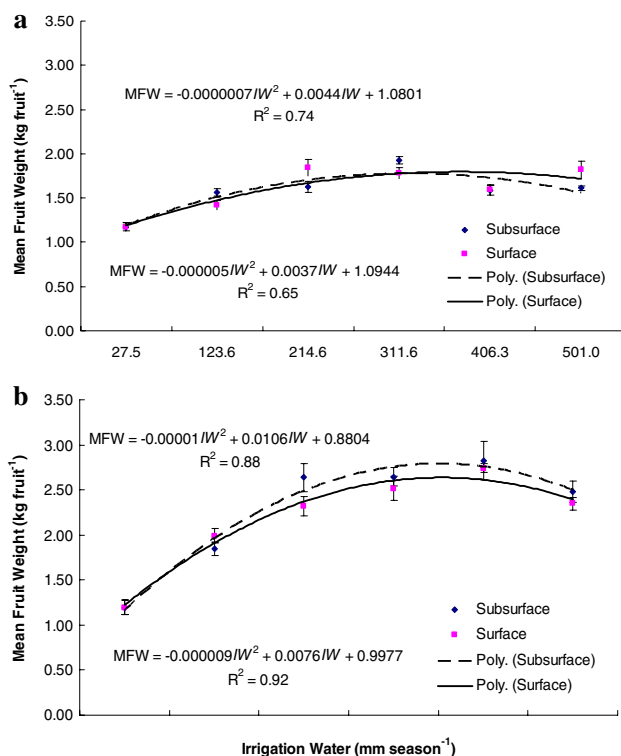 a
4.00
3.50
3.00
2.50
2.00
1.50
1.00
0.50
0.00
Mean Fruit Weight (kg fruit⁻¹)
MFW = -0.0000007IW² + 0.0044IW + 1.0801
R² = 0.74
MFW = -0.000005IW² + 0.0037IW + 1.0944
R² = 0.65
Subsurface
Surface
Poly. (Subsurface)
Poly. (Surface)
27.5 123.6 214.6 311.6 406.3 501.0
b
3.50
3.00
2.50
2.00
1.50
1.00
0.50
0.00
Mean Fruit Weight (kg fruit⁻¹)
MFW = -0.00001IW² + 0.0106IW + 0.8804
R² = 0.88
MFW = -0.000009IW² + 0.0076IW + 0.9977
R² = 0.92
Subsurface
Surface
Poly. (Subsurface)
Poly. (Surface)
Irrigation Water (mm season⁻¹)